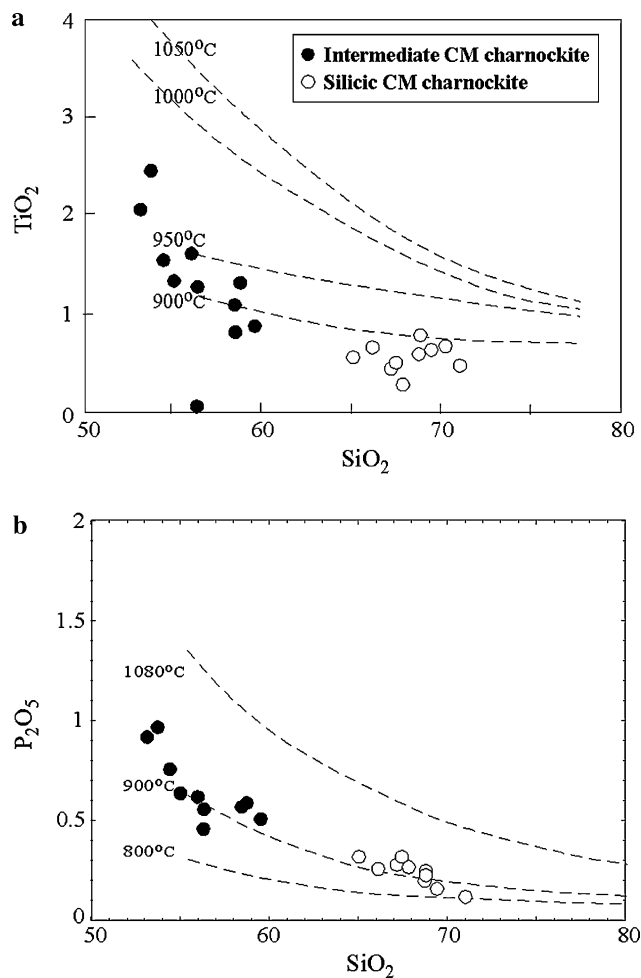 a
4
3
2
1
0
TiO2
1050°C
1000°C
950°C
900°C
Intermediate CM charnockite
Silicic CM charnockite
60
70
80
SiO2
b
2
1.5
1
0.5
0
P2O5
1080°C
900°C
800°C
50
60
70
80
SiO2